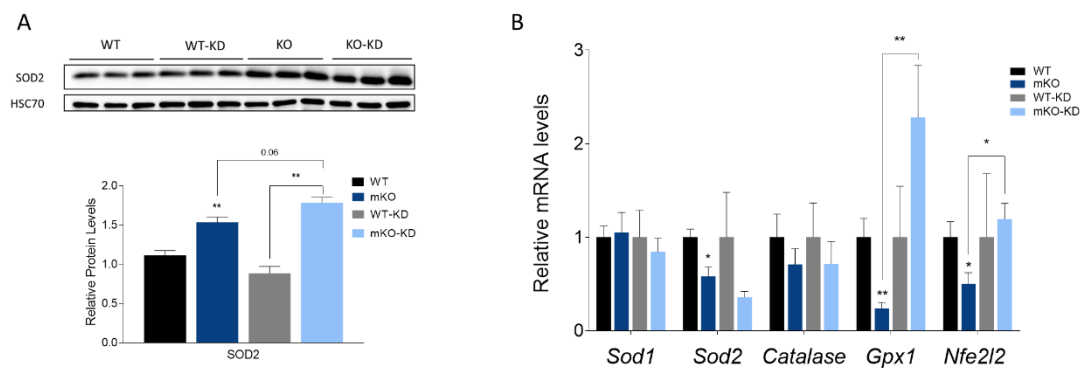 A
WT WT-KD KO KO-KD
SOD2
HSC70
0.06
**
**
2.0
1.5
1.0
0.5
0.0
Relative Protein Levels
SOD2
WT
mKO
WT-KD
mKO-KD
B
Relative mRNA levels
3
2
1
0
**
*
*
**
*
Sod1 Sod2 Catalase Gpx1 Nfe2l2
WT
mKO
WT-KD
mKO-KD